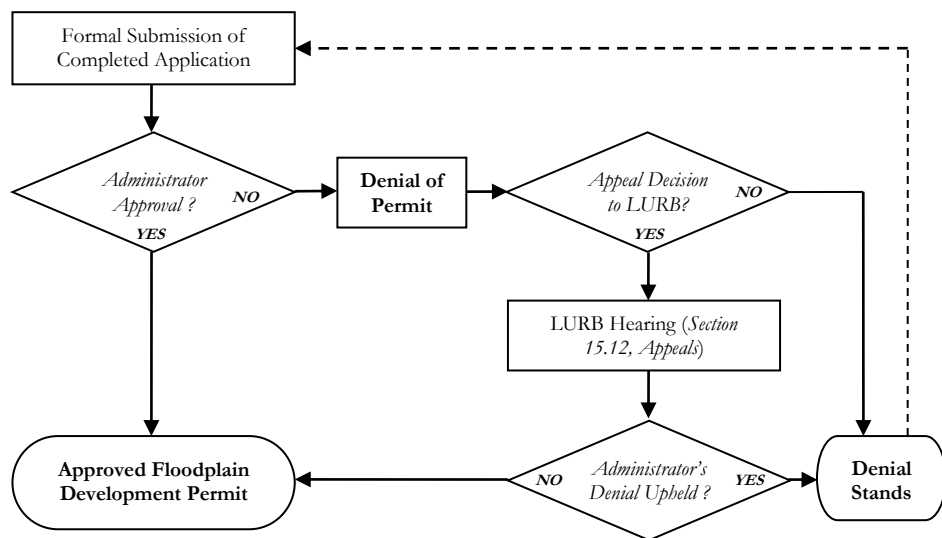 Formal Submission of
Completed Application
Administrator
Approval ?
NO
YES
Denial of
Permit
Appeal Decision
to LURB?
NO
YES
LURB Hearing (Section
15.12, Appeals)
Approved Floodplain
Development Permit
NO
Administrator’s
Denial Upheld ?
YES
Denial
Stands